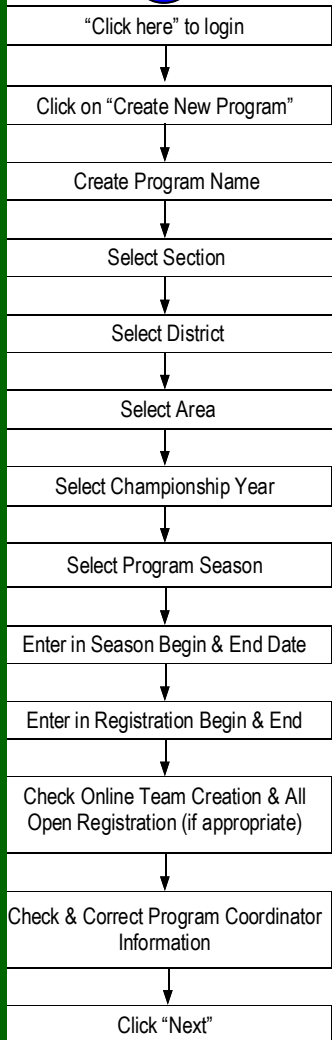 “Click here” to login
Click on “Create New Program”
Create Program Name
Select Section
Select District
Select Area
Select Championship Year
Select Program Season
Enter in Season Begin & End Date
Enter in Registration Begin & End
Check Online Team Creation & All
Open Registration (if appropriate)
Check & Correct Program Coordinator
Information
Click “Next”